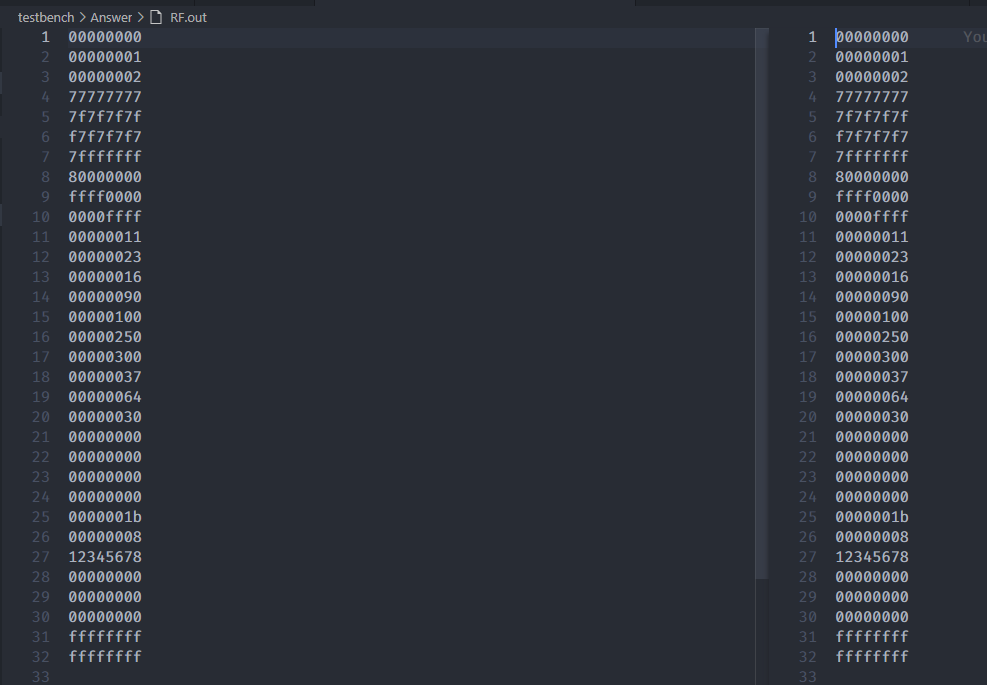 testbench > Answer > RF.out
1 00000000
2 00000001
3 00000002
4 77777777
5 7f7f7f7f
6 f7f7f7f7
7 7fffffff
8 80000000
9 ffff0000
10 0000ffff
11 00000011
12 00000023
13 00000016
14 00000090
15 00000100
16 00000250
17 00000300
18 00000037
19 00000064
20 00000030
21 00000000
22 00000000
23 00000000
24 00000000
25 0000001b
26 00000008
27 12345678
28 00000000
29 00000000
30 00000000
31 ffffffff
32 ffffffff
33
1 00000000 You
2 00000001
3 00000002
4 77777777
5 7f7f7f7f
6 f7f7f7f7
7 7fffffff
8 80000000
9 ffff0000
10 0000ffff
11 00000011
12 00000023
13 00000016
14 00000090
15 00000100
16 00000250
17 00000300
18 00000037
19 00000064
20 00000030
21 00000000
22 00000000
23 00000000
24 00000000
25 0000001b
26 00000008
27 12345678
28 00000000
29 00000000
30 00000000
31 ffffffff
32 ffffffff
33